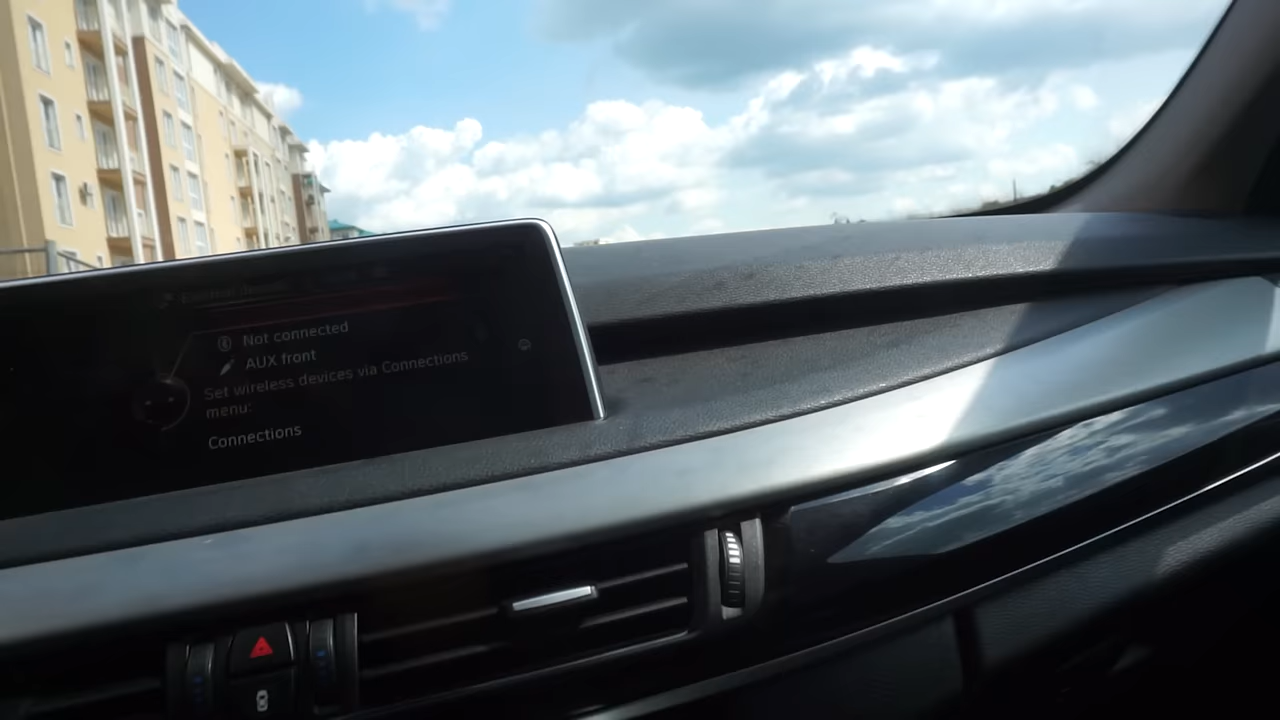 Not connected
AUX front
Set wireless devices via Connections
menu:
Connections